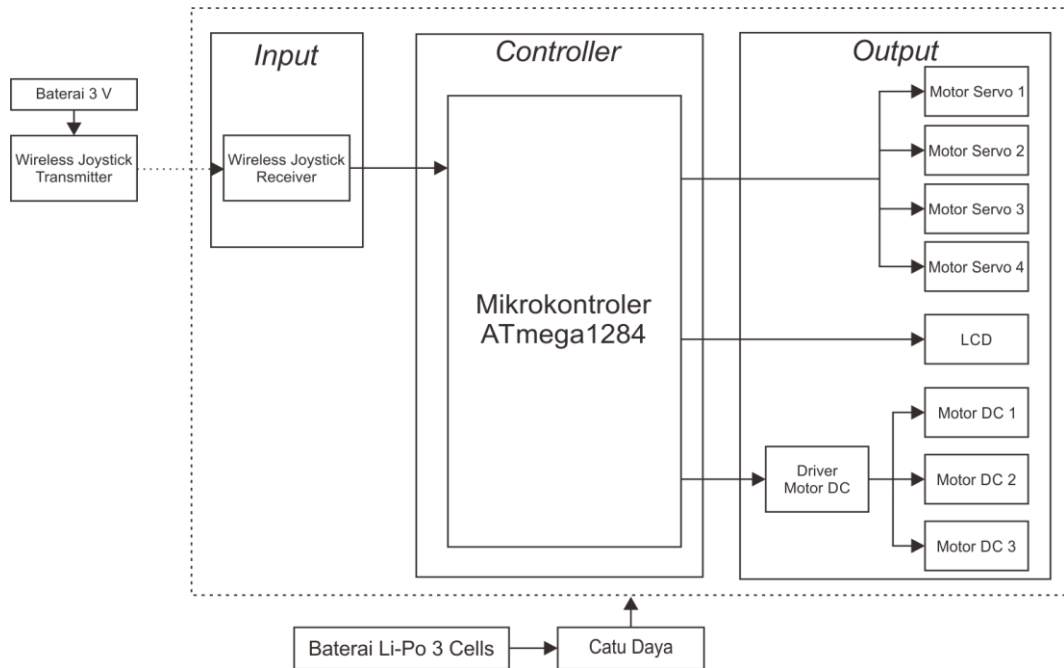 Input
Controller
Output
Baterai 3 V
Wireless Joystick
Transmitter
Wireless Joystick
Receiver
Mikrokontroler
ATmega1284
Motor Servo 1
Motor Servo 2
Motor Servo 3
Motor Servo 4
LCD
Driver
Motor DC
Motor DC 1
Motor DC 2
Motor DC 3
Baterai Li-Po 3 Cells
Catu Daya